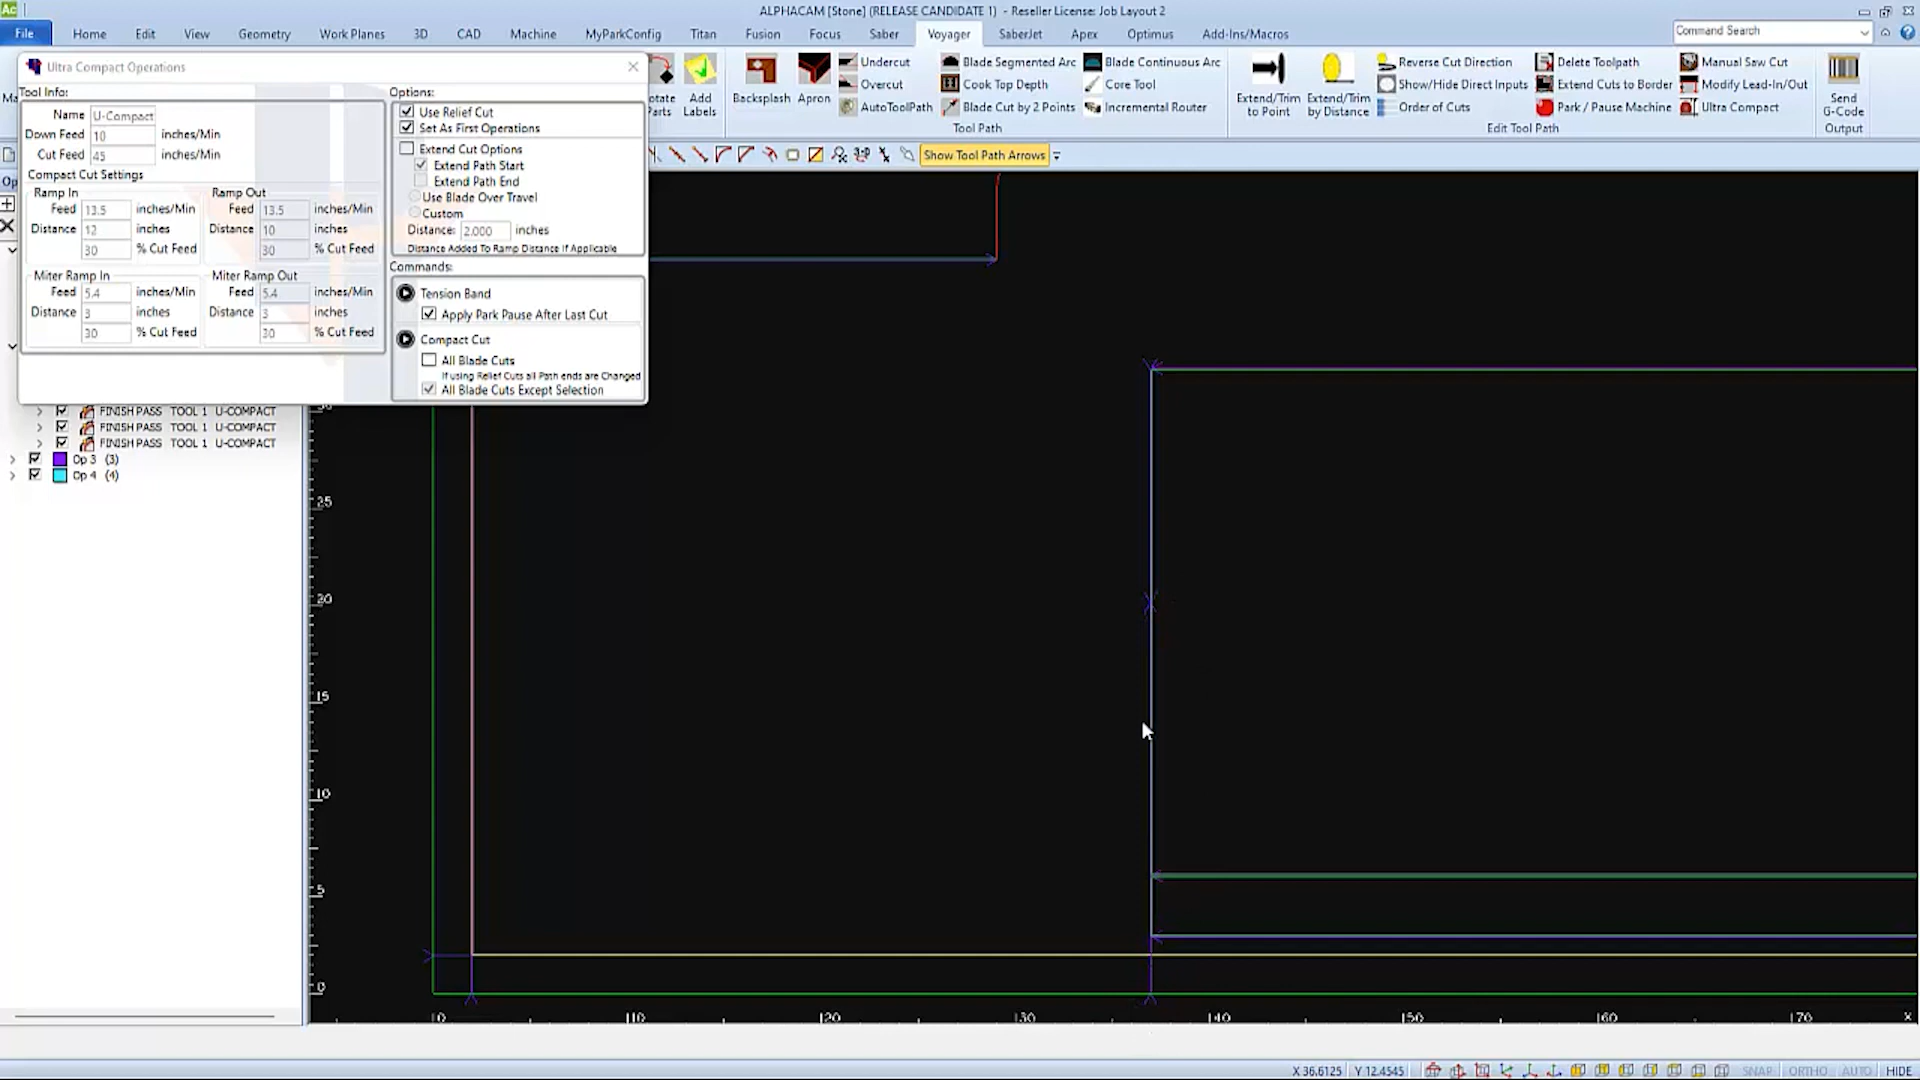 ALPHACAM [Stone] (RELEASE CANDIDATE 1) - Reseller License: Job Layout 2
File Home Edit View Geometry Work Planes 3D CAD Machine MyParkConfig Titan Fusion Focus Saber Voyager SaberJet Apex Optimus Add-Ins/Macros
Command Search
Ultra Compact Operations
Tool Info:
Name U-Compact
Down Feed 10 inches/Min
Cut Feed 45 inches/Min
Compact Cut Settings
Ramp In
Feed 13.5 inches/Min
Distance 12 inches
30 % Cut Feed
Ramp Out
Feed 13.5 inches/Min
Distance 10 inches
30 % Cut Feed
Miter Ramp In
Feed 5.4 inches/Min
Distance 3 inches
30 % Cut Feed
Miter Ramp Out
Feed 5.4 inches/Min
Distance 3 inches
30 % Cut Feed
Options:
Use Relief Cut
Set As First Operations
Extend Cut Options
Extend Path Start
Extend Path End
Use Blade Over Travel
Custom
Distance: 2.000 inches
Distance Added To Ramp Distance If Applicable
Commands:
Tension Band
Apply Park Pause After Last Cut
Compact Cut
All Blade Cuts
If using Relief Cuts all Path ends are Changed
All Blade Cuts Except Selection
Add
Labels
Backsplash
Apron
Undercut
Overcut
AutoToolPath
Blade Segmented Arc
Cook Top Depth
Blade Cut by 2 Points
Blade Continuous Arc
Core Tool
Incremental Router
Tool Path
Extend/Trim
to Point
Extend/Trim
by Distance
Reverse Cut Direction
Show/Hide Direct Inputs
Order of Cuts
Delete Toolpath
Extend Cuts to Border
Park / Pause Machine
Manual Saw Cut
Modify Lead-In/Out
Ultra Compact
Edit Tool Path
Send
G-Code
Output
Show Tool Path Arrows
FINISH PASS TOOL 1 U-COMPACT
FINISH PASS TOOL 1 U-COMPACT
FINISH PASS TOOL 1 U-COMPACT
Op 3 (3)
Op 4 (4)
25
20
15
10
5
0
0 10 20 30 40 50 60 70 X
X 36.6125 Y 12.4545 SNAP ORTHO AUTO HIDE